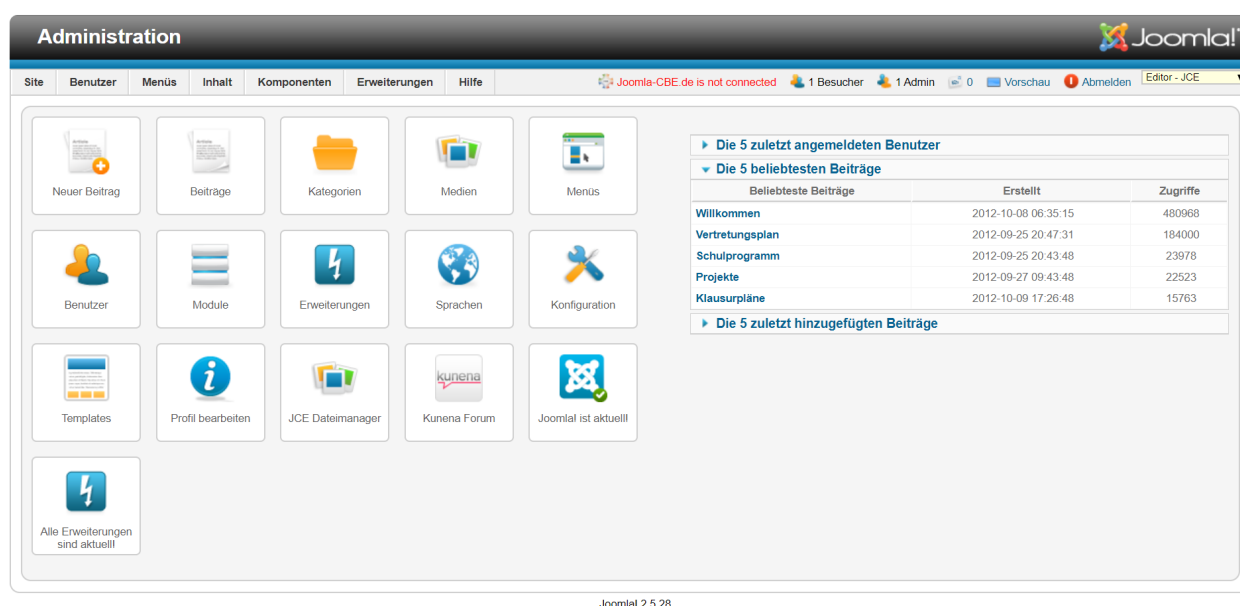 Administration
Joomla!
Site Benutzer Menüs Inhalt Komponenten Erweiterungen Hilfe Joomla-CBE.de is not connected 1 Besucher 1 Admin 0 Vorschau Abmelden Editor - JCE
Neuer Beitrag Beiträge Kategorien Medien Menüs
Benutzer Module Erweiterungen Sprachen Konfiguration
kunena
Templates Profil bearbeiten JCE Dateimanager Kunena Forum Joomla! ist aktuell!
Alle Erweiterungen
sind aktuell!
Die 5 zuletzt angemeldeten Benutzer
Die 5 beliebtesten Beiträge
Beliebteste Beiträge Erstellt Zugriffe
Willkommen 2012-10-08 06:35:15 480968
Vertretungsplan 2012-09-25 20:47:31 184000
Schulprogramm 2012-09-25 20:43:48 23978
Projekte 2012-09-27 09:43:48 22523
Klausurpläne 2012-10-09 17:26:48 15763
Die 5 zuletzt hinzugefügten Beiträge
Joomla! 2.5.28